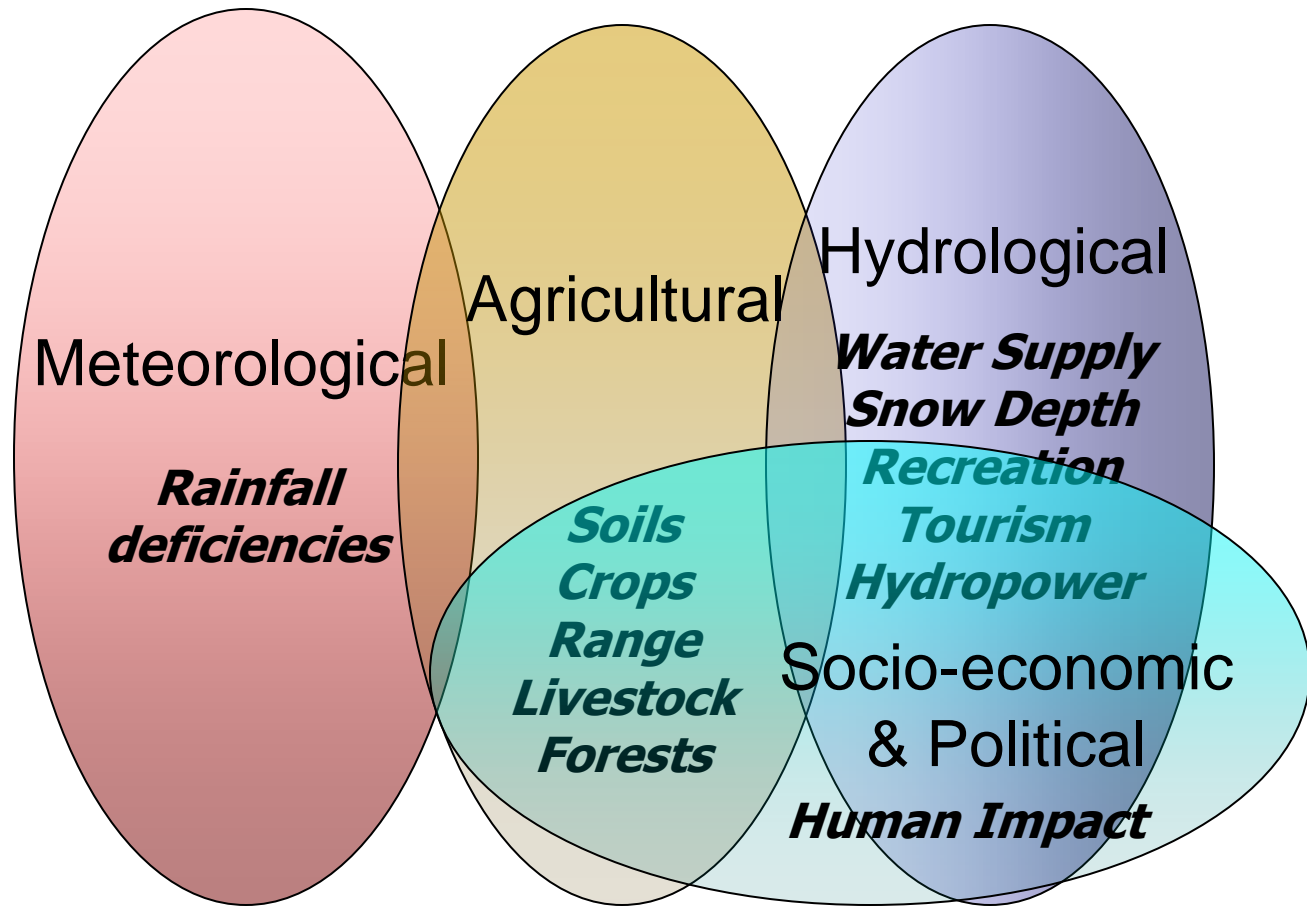 Meteorological
Rainfall
deficiencies
Agricultural
Soils
Crops
Range
Livestock
Forests
Hydrological
Water Supply
Snow Depth
Recreation
Tourism
Hydropower
Socio-economic
& Political
Human Impact